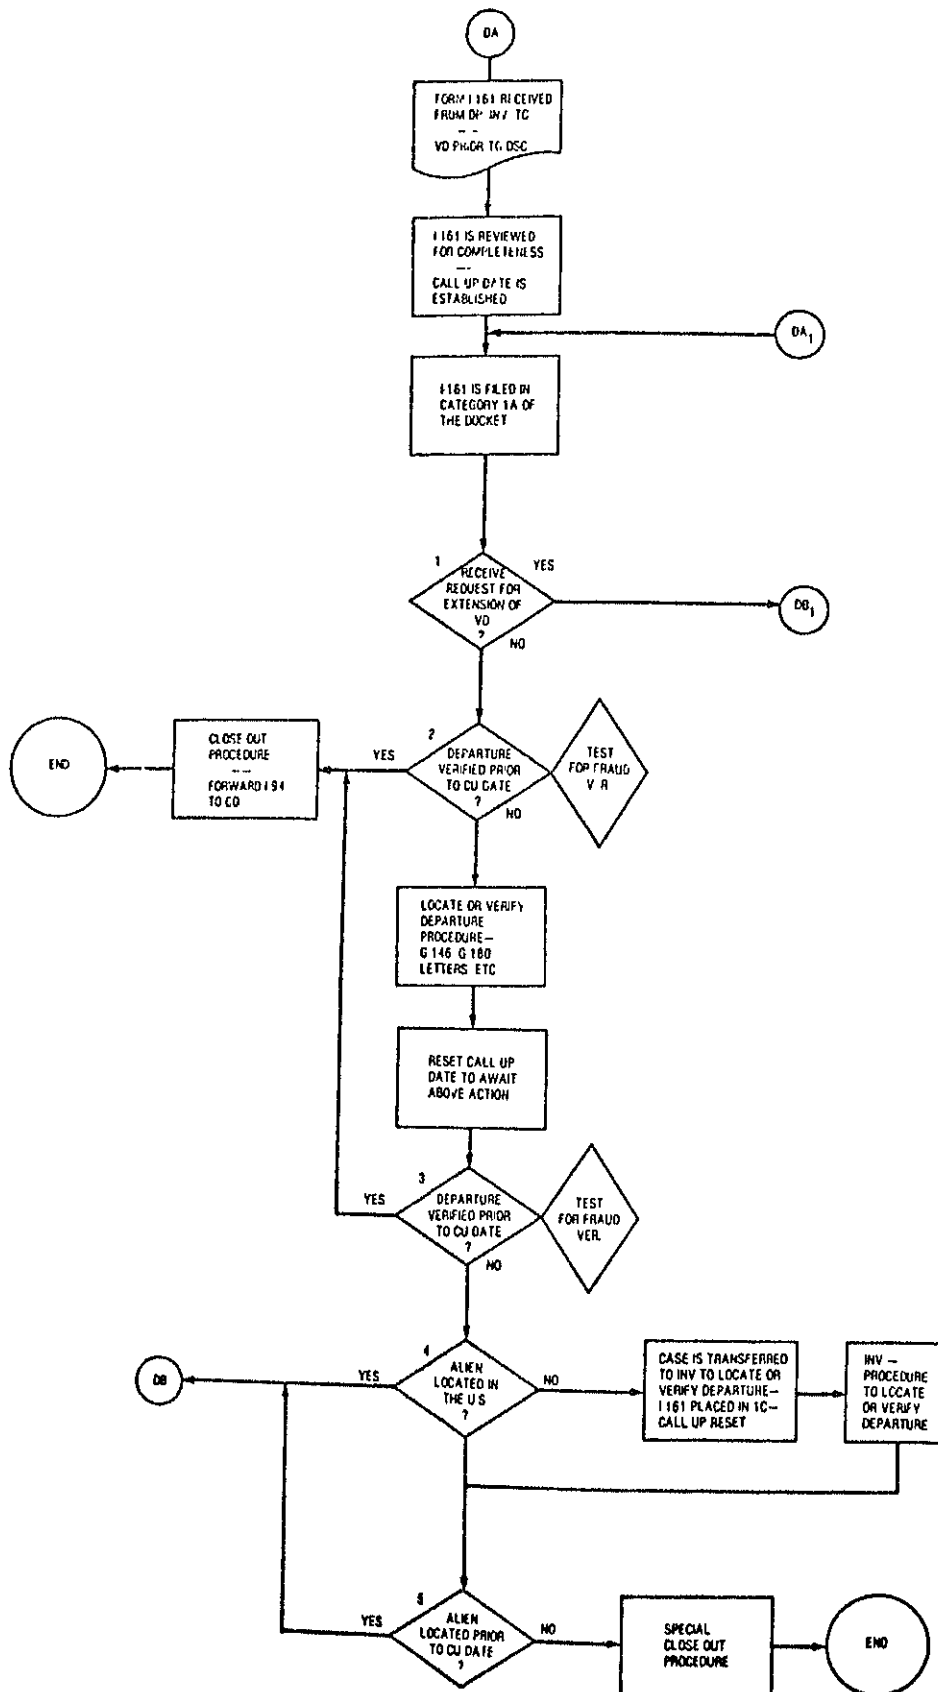 DA
FORM I 161 RECEIVED
FROM DP INV TC
– –
VD PRIOR TO OSC
I 161 IS REVIEWED
FOR COMPLETENESS
––
CALL UP DATE IS
ESTABLISHED
DA1
I 161 IS FILED IN
CATEGORY 1A OF
THE DOCKET
1
YES
RECEIVE
REQUEST FOR
EXTENSION OF
VD
?
NO
DB1
END
CLOSE OUT
PROCEDURE
– –
FORWARD I 94
TO CO
YES
2
DEPARTURE
VERIFIED PRIOR
TO CU DATE
?
NO
TEST
FOR FRAUD
V R
LOCATE OR VERIFY
DEPARTURE
PROCEDURE–
G 146 G 180
LETTERS ETC
RESET CALL UP
DATE TO AWAIT
ABOVE ACTION
YES
3
DEPARTURE
VERIFIED PRIOR
TO CU DATE
?
NO
TEST
FOR FRAUD
VER.
DB
YES
4
ALIEN
LOCATED IN
THE U S
?
NO
CASE IS TRANSFERRED
TO INV TO LOCATE OR
VERIFY DEPARTURE–
I 161 PLACED IN 1C–
CALL UP RESET
INV –
PROCEDURE
TO LOCATE
OR VERIFY
DEPARTURE
YES
5
ALIEN
LOCATED PRIOR
TO CU DATE
?
NO
SPECIAL
CLOSE OUT
PROCEDURE
END